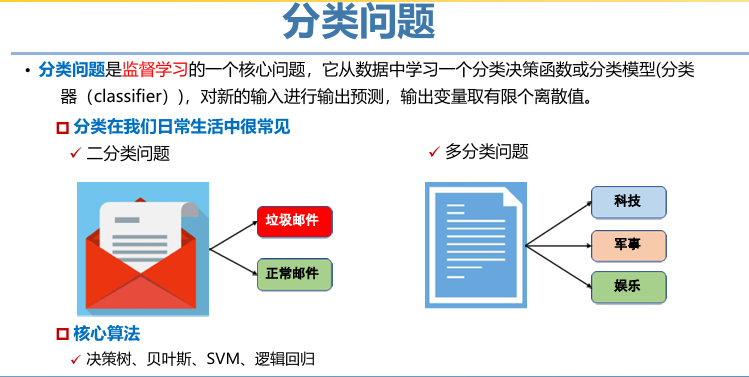 分类问题
• 分类问题是监督学习的一个核心问题，它从数据中学习一个分类决策函数或分类模型(分类
器（classifier）)，对新的输入进行输出预测，输出变量取有限个离散值。
分类在我们日常生活中很常见
✓ 二分类问题
✓ 多分类问题
垃圾邮件
正常邮件
科技
军事
娱乐
核心算法
✓ 决策树、贝叶斯、SVM、逻辑回归